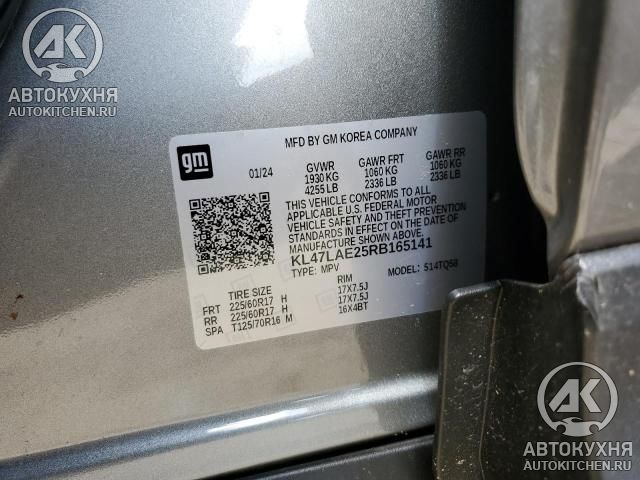 AK
АВТОКУХНЯ
AUTOKITCHEN.RU
gm
MFD BY GM KOREA COMPANY
01/24
GVWR GAWR FRT GAWR RR
1930 KG 1060 KG 1060 KG
4255 LB 2336 LB 2336 LB
THIS VEHICLE CONFORMS TO ALL
APPLICABLE U.S. FEDERAL MOTOR
VEHICLE SAFETY AND THEFT PREVENTION
STANDARDS IN EFFECT ON THE DATE OF
MANUFACTURE SHOWN ABOVE.
KL47LAE25RB165141
TYPE: MPV MODEL: 514TQ58
TIRE SIZE RIM
FRT 225/60R17 H 17X7.5J
RR 225/60R17 H 17X7.5J
SPA T125/70R16 M 16X4BT
AK
АВТОКУХНЯ
AUTOKITCHEN.RU